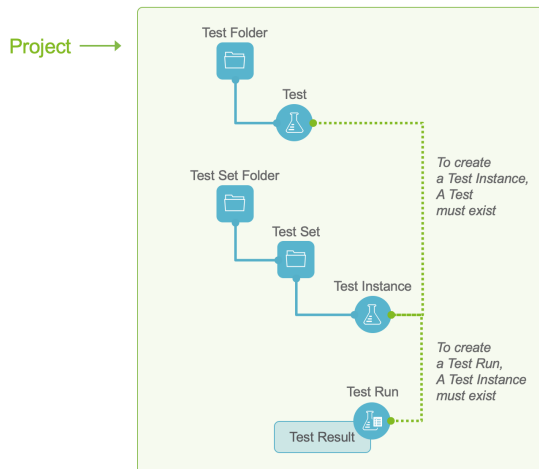 Project
Test Folder
Test
To create
a Test Instance,
A Test
must exist
Test Set Folder
Test Set
Test Instance
To create
a Test Run,
A Test Instance
must exist
Test Run
Test Result